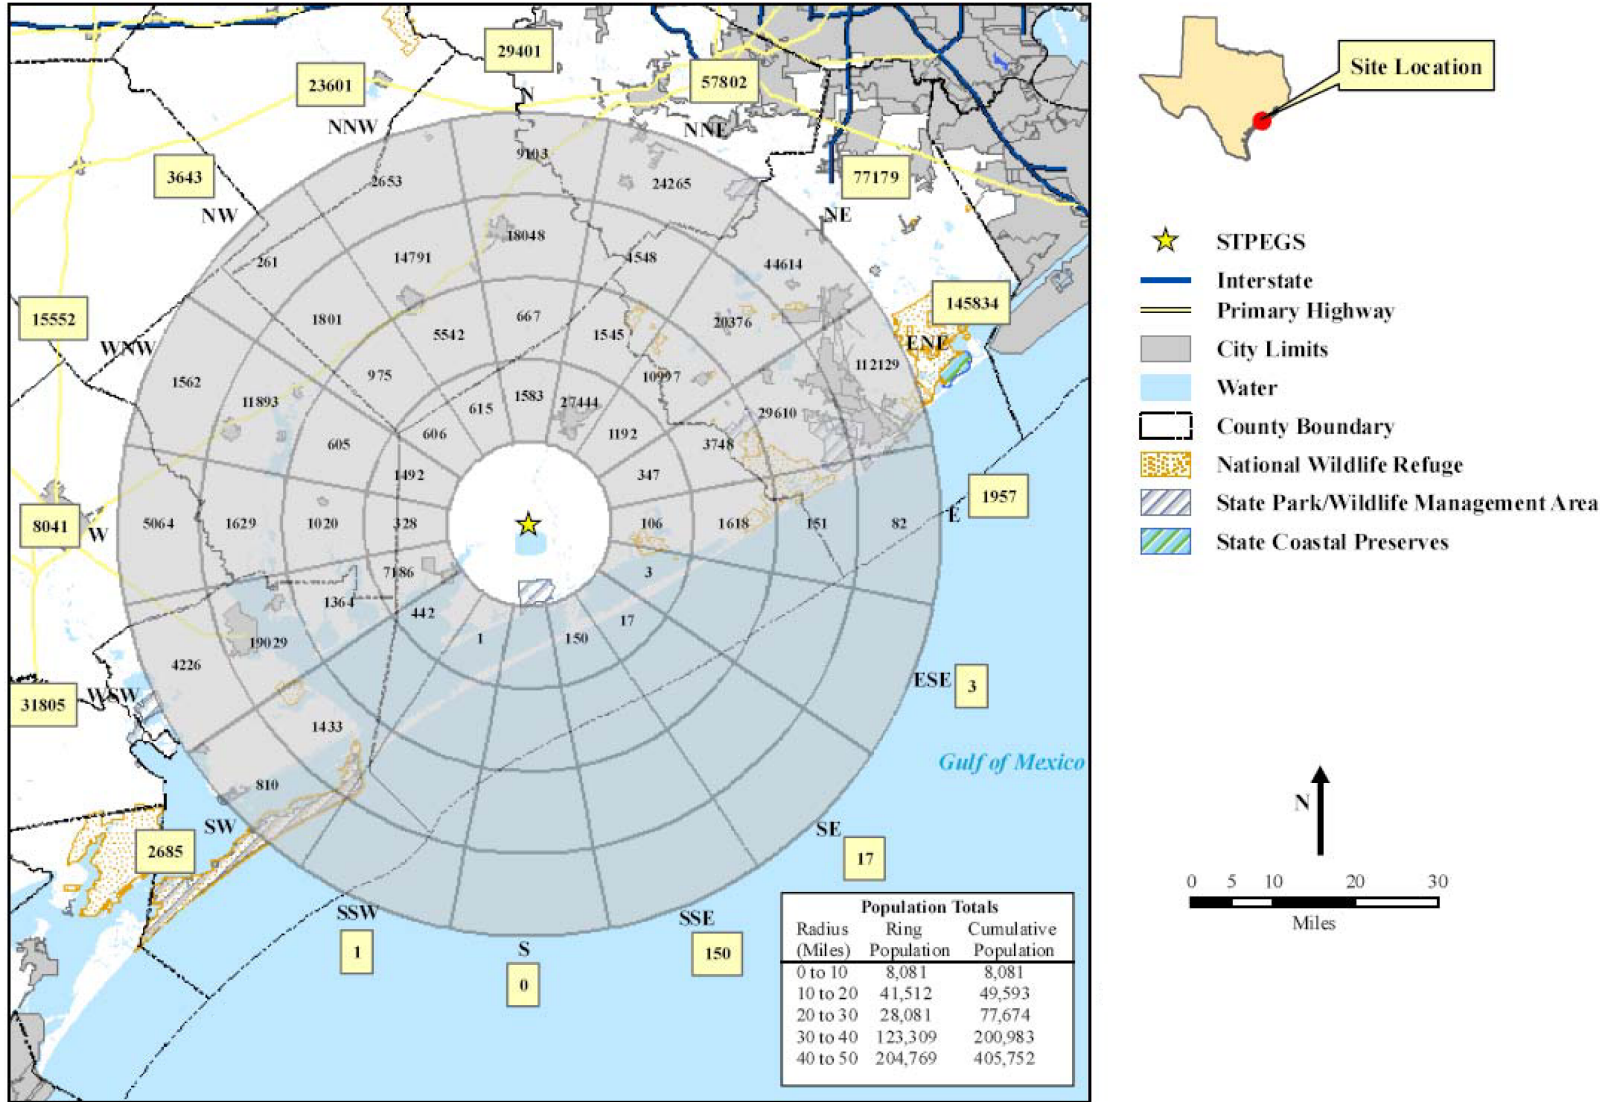 29401
57802
23601
N
NNW
NNE
9103
3643
77179
2653
24265
NW
NE
18048
261
14791
4548
44614
145834
15552
1801
667
20376
5542
1545
WNW
ENE
112129
1562
975
10997
11893
615
1583
27444
29610
605
606
1192
3748
1492
347
1957
8041
W
5064
1629
1020
328
106
1618
151
82
E
7186
3
1364
442
17
1
150
19029
4226
ESE
3
31805
WSW
1433
Gulf of Mexico
810
SW
SE
2685
17
SSW
SSE
1
S
150
0
Population Totals
Radius Ring Cumulative
(Miles) Population Population
0 to 10 8,081 8,081
10 to 20 41,512 49,593
20 to 30 28,081 77,674
30 to 40 123,309 200,983
40 to 50 204,769 405,752
Site Location
STPEGS
Interstate
Primary Highway
City Limits
Water
County Boundary
National Wildlife Refuge
State Park/Wildlife Management Area
State Coastal Preserves
N
0 5 10 20 30
Miles